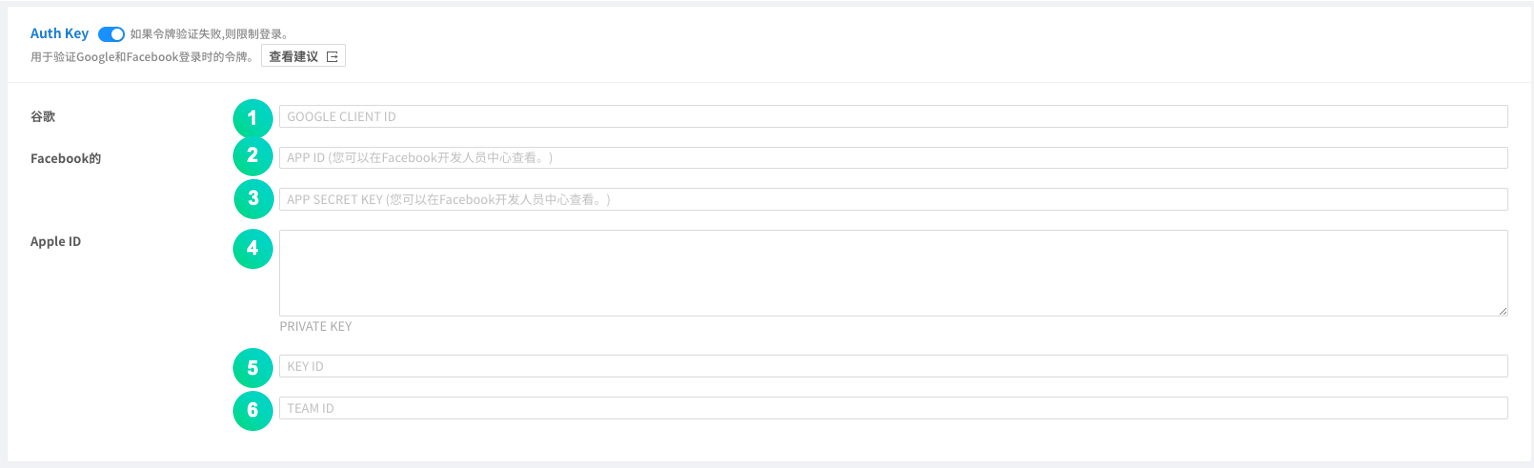 Auth Key 如果令牌验证失败,则限制登录。
用于验证Google和Facebook登录时的令牌。 查看建议
谷歌 1 GOOGLE CLIENT ID
Facebook的 2 APP ID (您可以在Facebook开发人员中心查看。)
3 APP SECRET KEY (您可以在Facebook开发人员中心查看。)
Apple ID 4
PRIVATE KEY
5 KEY ID
6 TEAM ID